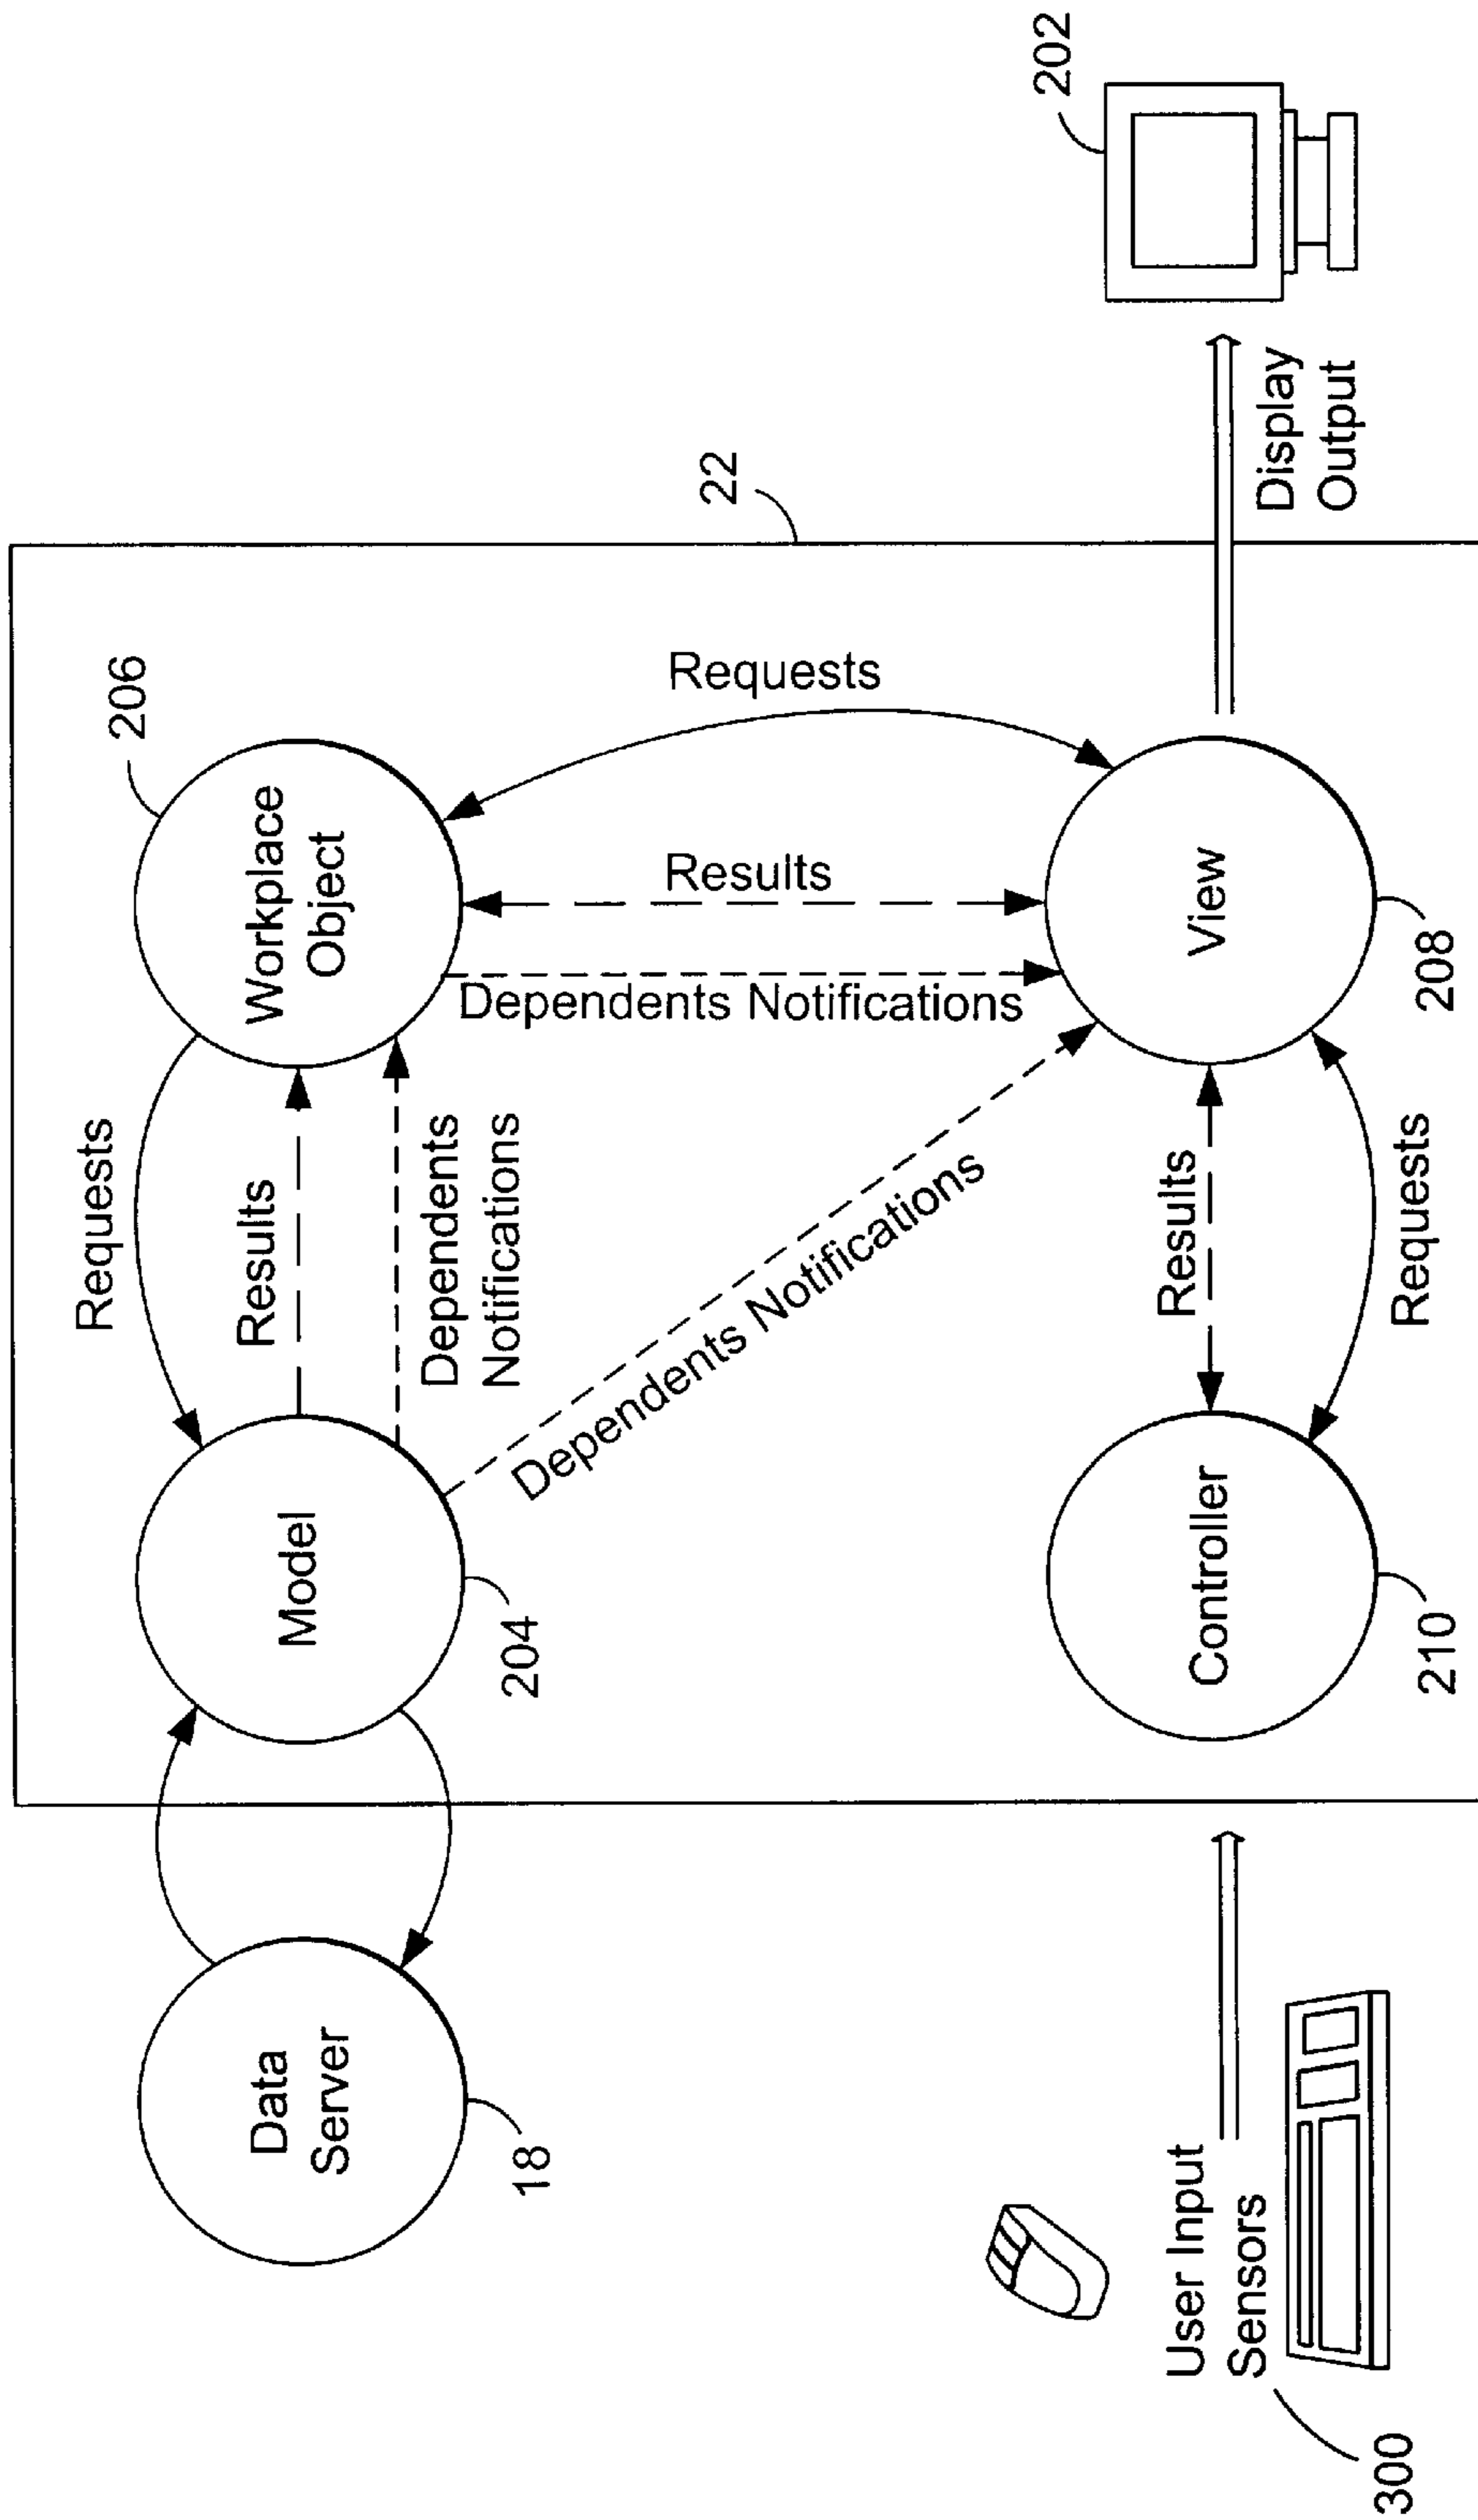 Data
Server
18
Model
204
Requests
Results
Dependents
Notifications
Workplace
Object
206
Requests
Results
Dependents Notifications
Dependents Notifications
22
User Input
Sensors
300
Controller
210
Results
Requests
View
208
Display
Output
202